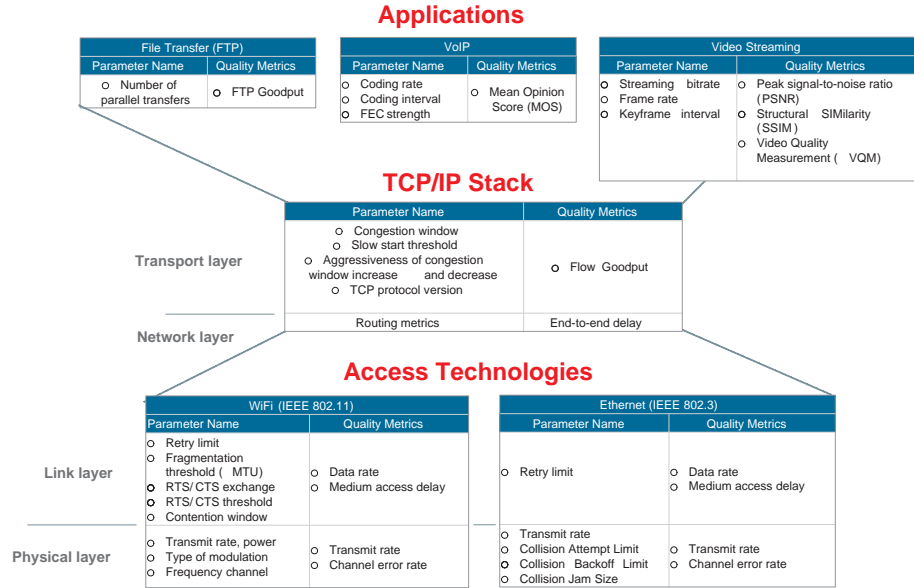 Applications
File Transfer (FTP)
Parameter Name Quality Metrics
Number of
parallel transfers
FTP Goodput
VoIP
Parameter Name Quality Metrics
Coding rate
Coding interval
FEC strength
Mean Opinion
Score (MOS)
Video Streaming
Parameter Name Quality Metrics
Streaming bitrate
Frame rate
Keyframe interval
Peak signal-to-noise ratio
(PSNR)
Structural SIMilarity
(SSIM)
Video Quality
Measurement ( VQM)
TCP/IP Stack
Parameter Name Quality Metrics
Transport layer
Congestion window
Slow start threshold
Aggressiveness of congestion
window increase and decrease
TCP protocol version
Flow Goodput
Network layer
Routing metrics End-to-end delay
Access Technologies
WiFi (IEEE 802.11)
Parameter Name Quality Metrics
Link layer
Retry limit
Fragmentation
threshold ( MTU)
RTS/ CTS exchange
RTS/ CTS threshold
Contention window
Data rate
Medium access delay
Physical layer
Transmit rate, power
Type of modulation
Frequency channel
Transmit rate
Channel error rate
Ethernet (IEEE 802.3)
Parameter Name Quality Metrics
Retry limit
Data rate
Medium access delay
Transmit rate
Collision Attempt Limit
Collision Backoff Limit
Collision Jam Size
Transmit rate
Channel error rate